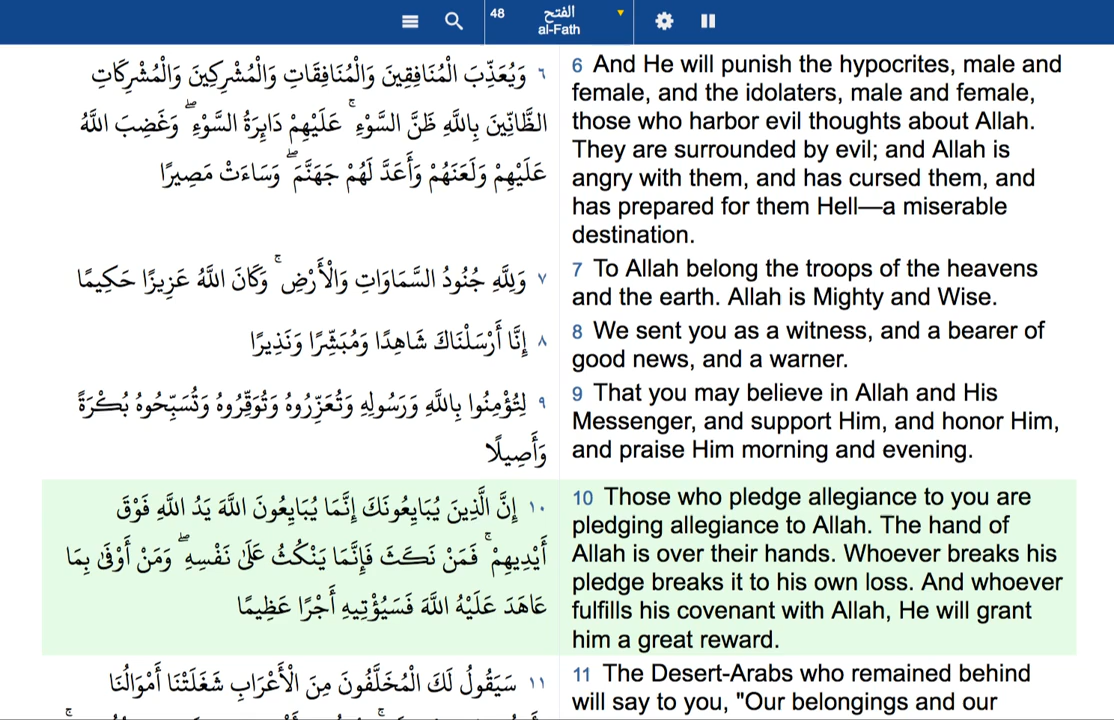 48
الفتح
al-Fath
٦ وَيُعَذِّبَ الْمُنَافِقِينَ وَالْمُنَافِقَاتِ وَالْمُشْرِكِينَ وَالْمُشْرِكَاتِ
الظَّانِّينَ بِاللَّهِ ظَنَّ السَّوْءِ ۚ عَلَيْهِمْ دَائِرَةُ السَّوْءِ ۖ وَغَضِبَ اللَّهُ
عَلَيْهِمْ وَلَعَنَهُمْ وَأَعَدَّ لَهُمْ جَهَنَّمَ ۖ وَسَاءَتْ مَصِيرًا
6 And He will punish the hypocrites, male and
female, and the idolaters, male and female,
those who harbor evil thoughts about Allah.
They are surrounded by evil; and Allah is
angry with them, and has cursed them, and
has prepared for them Hell—a miserable
destination.
٧ وَلِلَّهِ جُنُودُ السَّمَاوَاتِ وَالْأَرْضِ ۚ وَكَانَ اللَّهُ عَزِيزًا حَكِيمًا
7 To Allah belong the troops of the heavens
and the earth. Allah is Mighty and Wise.
٨ إِنَّا أَرْسَلْنَاكَ شَاهِدًا وَمُبَشِّرًا وَنَذِيرًا
8 We sent you as a witness, and a bearer of
good news, and a warner.
٩ لِتُؤْمِنُوا بِاللَّهِ وَرَسُولِهِ وَتُعَزِّرُوهُ وَتُوَقِّرُوهُ وَتُسَبِّحُوهُ بُكْرَةً
وَأَصِيلًا
9 That you may believe in Allah and His
Messenger, and support Him, and honor Him,
and praise Him morning and evening.
١٠ إِنَّ الَّذِينَ يُبَايِعُونَكَ إِنَّمَا يُبَايِعُونَ اللَّهَ يَدُ اللَّهِ فَوْقَ
أَيْدِيهِمْ ۚ فَمَنْ نَكَثَ فَإِنَّمَا يَنْكُثُ عَلَىٰ نَفْسِهِ ۖ وَمَنْ أَوْفَىٰ بِمَا
عَاهَدَ عَلَيْهُ اللَّهَ فَسَيُؤْتِيهِ أَجْرًا عَظِيمًا
10 Those who pledge allegiance to you are
pledging allegiance to Allah. The hand of
Allah is over their hands. Whoever breaks his
pledge breaks it to his own loss. And whoever
fulfills his covenant with Allah, He will grant
him a great reward.
١١ سَيَقُولُ لَكَ الْمُخَلَّفُونَ مِنَ الْأَعْرَابِ شَغَلَتْنَا أَمْوَالُنَا
11 The Desert-Arabs who remained behind
will say to you, "Our belongings and our